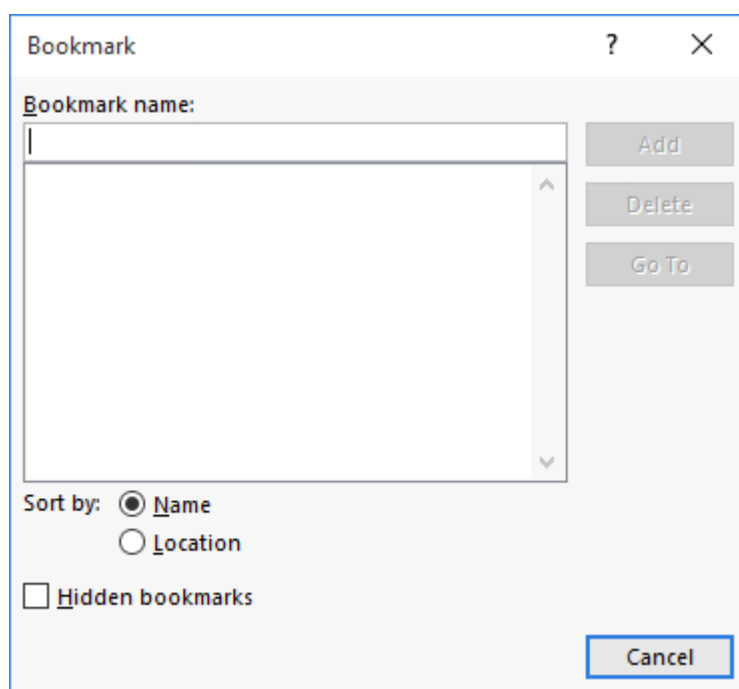 Bookmark ?
Bookmark name:
Add
Delete
Go To
Sort by: Name
Location
Hidden bookmarks
Cancel